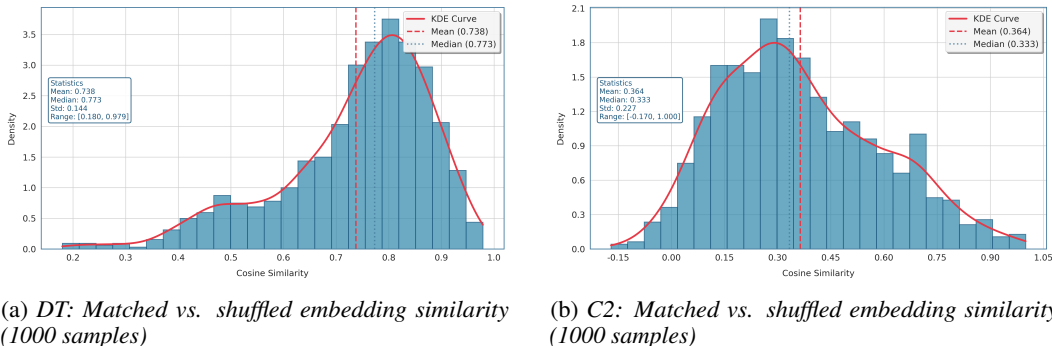 3.5
3.0
2.5
2.0
1.5
1.0
0.5
0.0
Density
KDE Curve
Mean (0.738)
Median (0.773)
Statistics
Mean: 0.738
Median: 0.773
Std: 0.144
Range: [0.180, 0.979]
0.2 0.3 0.4 0.5 0.6 0.7 0.8 0.9 1.0
Cosine Similarity
(a) DT: Matched vs. shuffled embedding similarity
(1000 samples)
2.1
1.8
1.5
1.2
0.9
0.6
0.3
0.0
Density
KDE Curve
Mean (0.364)
Median (0.333)
Statistics
Mean: 0.364
Median: 0.333
Std: 0.227
Range: [-0.170, 1.000]
-0.15 0.00 0.15 0.30 0.45 0.60 0.75 0.90 1.05
Cosine Similarity
(b) C2: Matched vs. shuffled embedding similarity
(1000 samples)